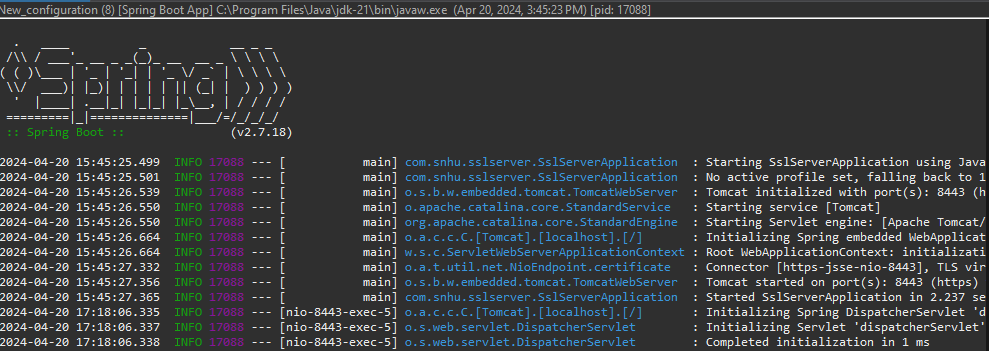 New_configuration (8) [Spring Boot App] C:\Program Files\Java\jdk-21\bin\javaw.exe (Apr 20, 2024, 3:45:23 PM) [pid: 17088]
  .   ____          _            __ _ _
 /\\ / ___'_ __ _ _(_)_ __  __ _ \ \ \ \
( ( )\___ | '_ | '_| | '_ \/ _` | \ \ \ \
 \\/  ___)| |_)| | | | | || (_| |  ) ) ) )
  '  |____| .__|_| |_|_| |_\__, | / / / /
 =========|_|==============|___/=/_/_/_/
 :: Spring Boot ::               (v2.7.18)
2024-04-20 15:45:25.499  INFO 17088 --- [           main] com.snhu.sslserver.SslServerApplication  : Starting SslServerApplication using Java
2024-04-20 15:45:25.501  INFO 17088 --- [           main] com.snhu.sslserver.SslServerApplication  : No active profile set, falling back to 1
2024-04-20 15:45:26.539  INFO 17088 --- [           main] o.s.b.w.embedded.tomcat.TomcatWebServer  : Tomcat initialized with port(s): 8443 (h
2024-04-20 15:45:26.550  INFO 17088 --- [           main] o.apache.catalina.core.StandardService   : Starting service [Tomcat]
2024-04-20 15:45:26.550  INFO 17088 --- [           main] org.apache.catalina.core.StandardEngine  : Starting Servlet engine: [Apache Tomcat/
2024-04-20 15:45:26.664  INFO 17088 --- [           main] o.a.c.c.C.[Tomcat].[localhost].[/]       : Initializing Spring embedded WebApplicat
2024-04-20 15:45:26.664  INFO 17088 --- [           main] w.s.c.ServletWebServerApplicationContext : Root WebApplicationContext: initializati
2024-04-20 15:45:27.332  INFO 17088 --- [           main] o.a.t.util.net.NioEndpoint.certificate   : Connector [https-jsse-nio-8443], TLS vir
2024-04-20 15:45:27.356  INFO 17088 --- [           main] o.s.b.w.embedded.tomcat.TomcatWebServer  : Tomcat started on port(s): 8443 (https)
2024-04-20 15:45:27.365  INFO 17088 --- [           main] com.snhu.sslserver.SslServerApplication  : Started SslServerApplication in 2.237 se
2024-04-20 17:18:06.335  INFO 17088 --- [nio-8443-exec-5] o.a.c.c.C.[Tomcat].[localhost].[/]       : Initializing Spring DispatcherServlet 'd
2024-04-20 17:18:06.337  INFO 17088 --- [nio-8443-exec-5] o.s.web.servlet.DispatcherServlet        : Initializing Servlet 'dispatcherServlet'
2024-04-20 17:18:06.338  INFO 17088 --- [nio-8443-exec-5] o.s.web.servlet.DispatcherServlet        : Completed initialization in 1 ms